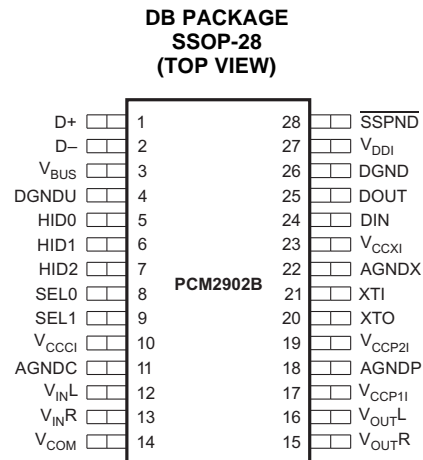 DB PACKAGE
SSOP-28
(TOP VIEW)
D+ 1 28 SSPND
D– 2 27 VDDI
VBUS 3 26 DGND
DGNDU 4 25 DOUT
HID0 5 24 DIN
HID1 6 23 VCCXI
HID2 7 22 AGNDX
PCM2902B
SEL0 8 21 XTI
SEL1 9 20 XTO
VCCCI 10 19 VCCP2I
AGNDC 11 18 AGNDP
VINL 12 17 VCCP1I
VINR 13 16 VOUTL
VCOM 14 15 VOUTR